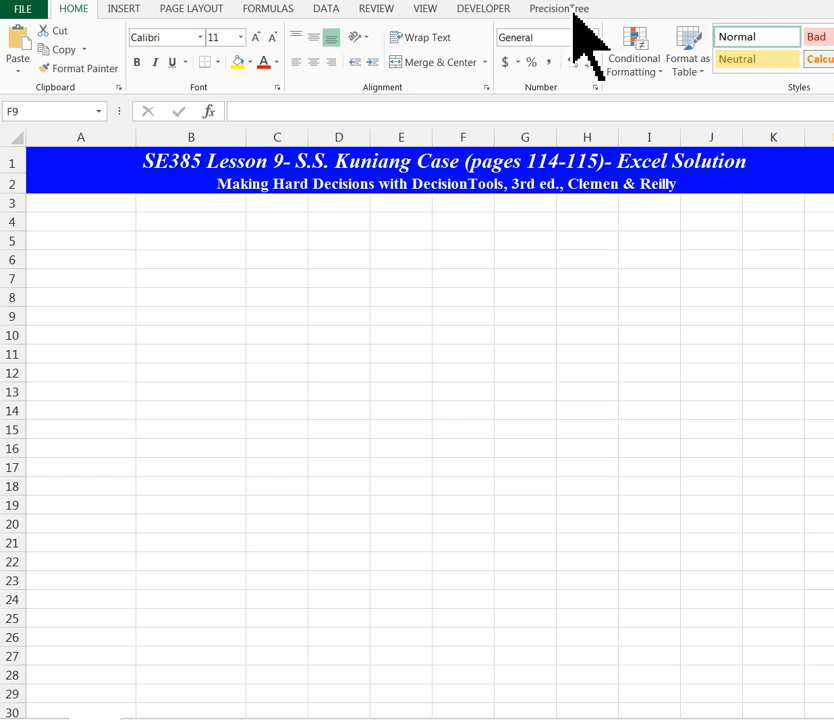 FILE HOME INSERT PAGE LAYOUT FORMULAS DATA REVIEW VIEW DEVELOPER PrecisionTree
Paste
Cut
Copy
Format Painter
Clipboard
Calibri 11 A A
B I U A
Font
Wrap Text
Merge & Center
Alignment
General
$ % ,
Number
Conditional
Formatting
Format as
Table
Normal Bad
Neutral Calcu
Styles
F9 fx
A B C D E F G H I J K
1 SE385 Lesson 9- S.S. Kuniang Case (pages 114-115)- Excel Solution
2 Making Hard Decisions with DecisionTools, 3rd ed., Clemen & Reilly
3
4
5
6
7
8
9
10
11
12
13
14
15
16
17
18
19
20
21
22
23
24
25
26
27
28
29
30